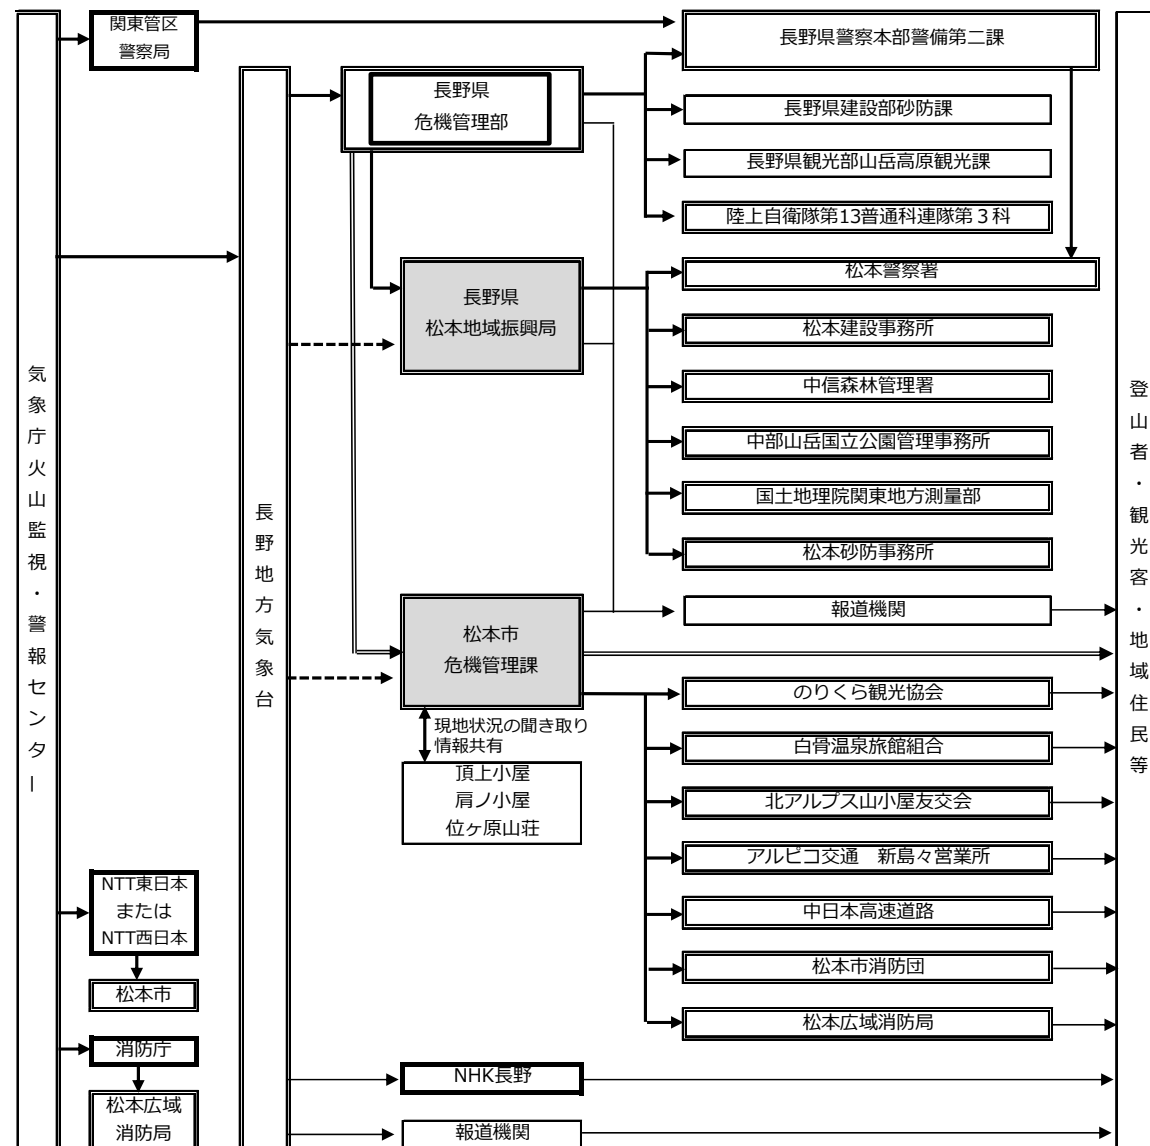 気象庁火山監視・警報センター
関東管区
警察局
NTT東日本
または
NTT西日本
松本市
消防庁
松本広域
消防局
長野地方気象台
長野県
危機管理部
長野県
松本地域振興局
松本市
危機管理課
現地状況の聞き取り
情報共有
頂上小屋
肩ノ小屋
位ヶ原山荘
NHK長野
報道機関
長野県警察本部警備第二課
長野県建設部砂防課
長野県観光部山岳高原観光課
陸上自衛隊第13普通科連隊第３科
松本警察署
松本建設事務所
中信森林管理署
中部山岳国立公園管理事務所
国土地理院関東地方測量部
松本砂防事務所
報道機関
のりくら観光協会
白骨温泉旅館組合
北アルプス山小屋友交会
アルピコ交通　新島々営業所
中日本高速道路
松本市消防団
松本広域消防局
登山者・観光客・地域住民等